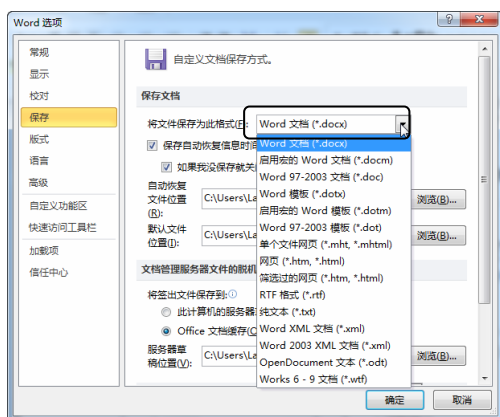 Word 选项
常规
显示
校对
保存
版式
语言
高级
自定义功能区
快速访问工具栏
加载项
信任中心
自定义文档保存方式。
保存文档
将文件保存为此格式(F): Word 文档 (*.docx)
保存自动恢复信息时间
如果我没保存就关
自动恢复
文件位置
(R):
C:\Users\La
浏览(B)...
默认文件
位置(I):
C:\Users\La
浏览(B)...
文档管理服务器文件的脱机
将签出文件保存到:
此计算机的服务器
Office 文档缓存(O
服务器草
稿位置(V):
C:\Users\La
浏览(B)...
Word 文档 (*.docx)
启用宏的 Word 文档 (*.docm)
Word 97-2003 文档 (*.doc)
Word 模板 (*.dotx)
启用宏的 Word 模板 (*.dotm)
Word 97-2003 模板 (*.dot)
单个文件网页 (*.mht, *.mhtml)
网页 (*.htm, *.html)
筛选过的网页 (*.htm, *.html)
RTF 格式 (*.rtf)
纯文本 (*.txt)
Word XML 文档 (*.xml)
Word 2003 XML 文档 (*.xml)
OpenDocument 文本 (*.odt)
Works 6 - 9 文档 (*.wtf)
确定
取消